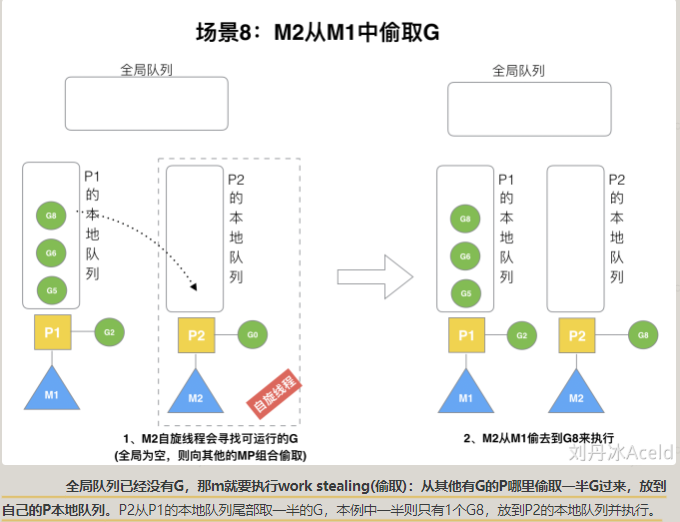 场景8：M2从M1中偷取G
全局队列
全局队列
P1
的
本
地
队
列
G8
G6
G5
P1
G2
M1
P2
的
本
地
队
列
P2
G0
M2
自旋线程
P1
的
本
地
队
列
G8
G6
G5
P1
G2
M1
P2
的
本
地
队
列
P2
G8
M2
1、M2自旋线程会寻找可运行的G
(全局为空，则向其他的MP组合偷取)
2、M2从M1偷去到G8来执行
刘丹冰Aceld
全局队列已经没有G，那m就要执行work stealing(偷取)：从其他有G的P哪里偷取一半G过来，放到
自己的P本地队列。P2从P1的本地队列尾部取一半的G，本例中一半则只有1个G8，放到P2的本地队列并执行。